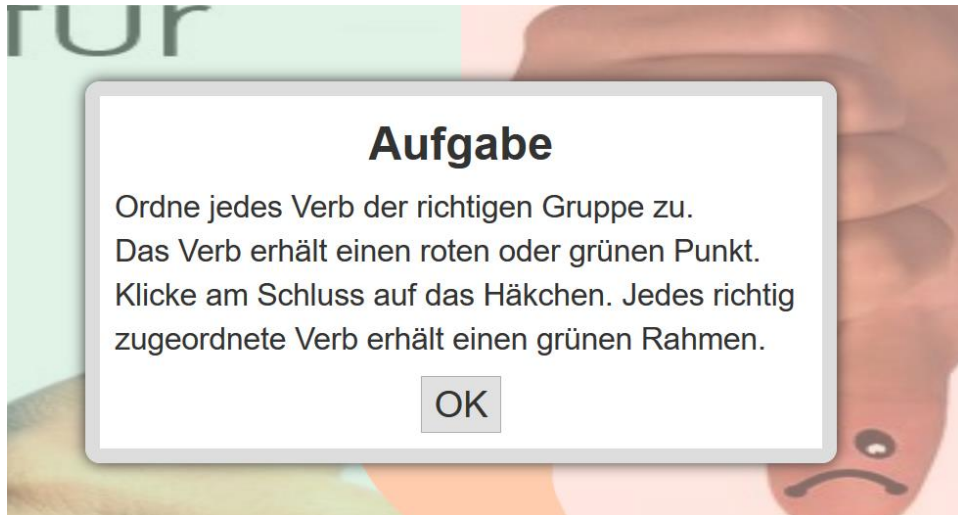 für
Aufgabe
Ordne jedes Verb der richtigen Gruppe zu.
Das Verb erhält einen roten oder grünen Punkt.
Klicke am Schluss auf das Häkchen. Jedes richtig
zugeordnete Verb erhält einen grünen Rahmen.
OK